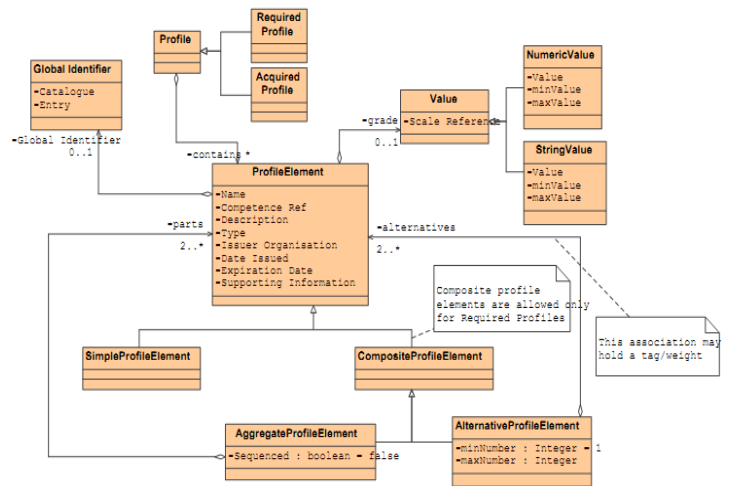 Required
Profile
Profile
Acquired
Profile
Global Identifier
-Catalogue
-Entry
NumericValue
-Value
-minValue
-maxValue
Value
-Scale Reference
StringValue
-Value
-minValue
-maxValue
-grade
0..1
-Global Identifier
0..1
-contains *
ProfileElement
-Name
-Competence Ref
-Description
-Type
-Issuer Organisation
-Date Issued
-Expiration Date
-Supporting Information
-parts
2..*
-alternatives
2..*
Composite profile
elements are allowed only
for Required Profiles
This association may
hold a tag/weight
SimpleProfileElement
CompositeProfileElement
AggregateProfileElement
-Sequenced : boolean = false
AlternativeProfileElement
-minNumber : Integer = 1
-maxNumber : Integer